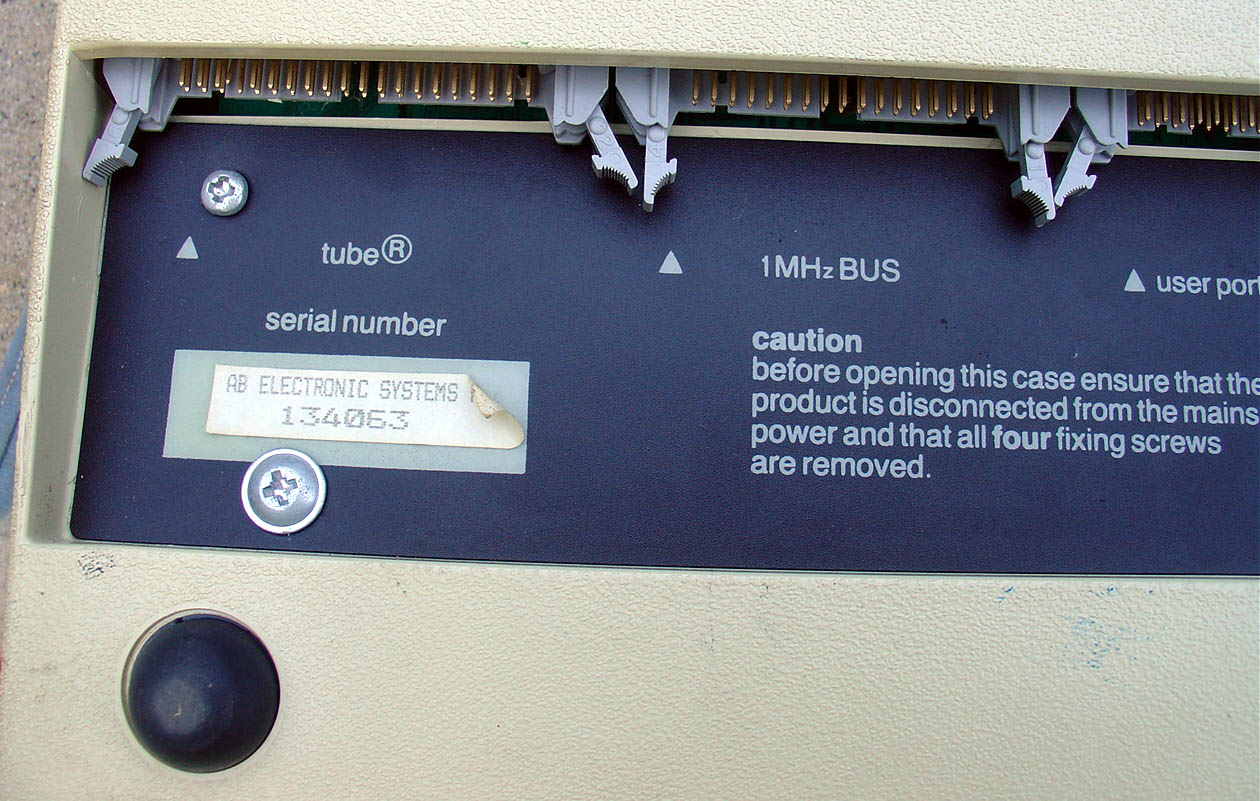 tube®
1MHz BUS
user port
serial number
AB ELECTRONIC SYSTEMS
134063
caution
before opening this case ensure that the
product is disconnected from the mains
power and that all four fixing screws
are removed.